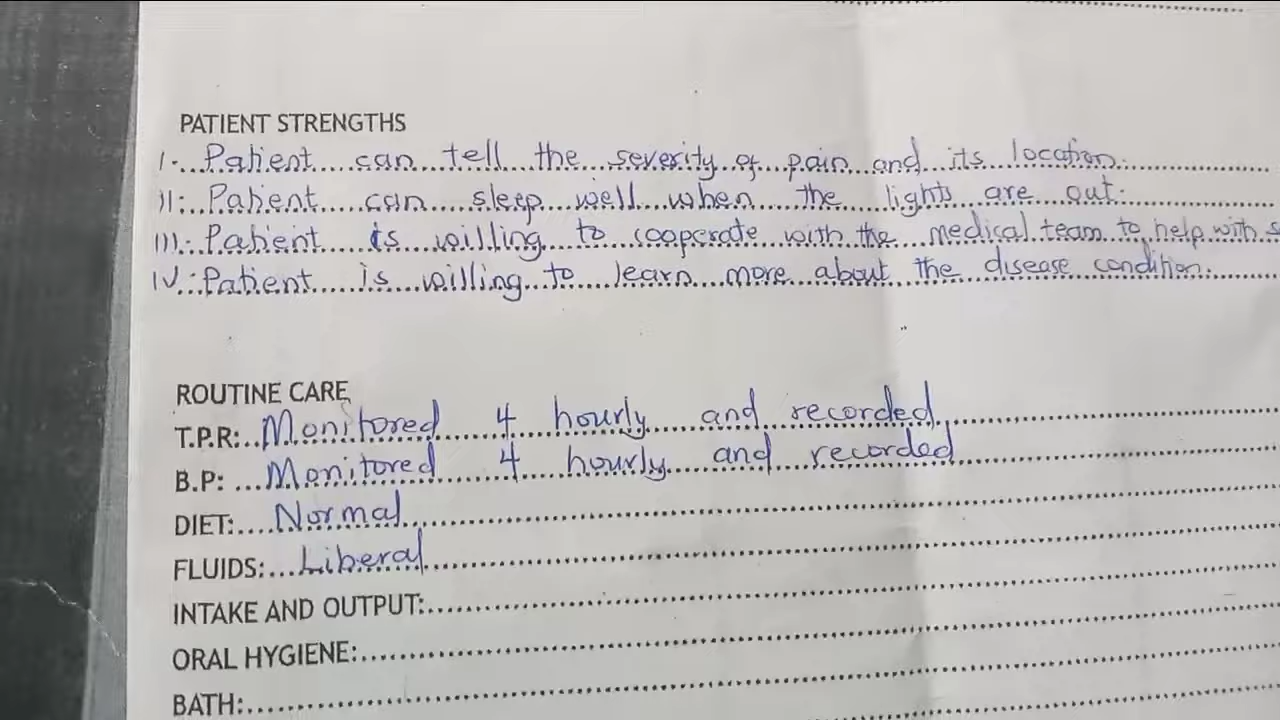 PATIENT STRENGTHS
I. Patient can tell the severity of pain and its location.
II. Patient can sleep well when the lights are out.
III. Patient is willing to cooperate with the medical team to help with
IV. Patient is willing to learn more about the disease condition.
ROUTINE CARE
T.P.R: Monitored 4 hourly and recorded
B.P: Monitored 4 hourly and recorded
DIET: Normal
FLUIDS: Liberal
INTAKE AND OUTPUT:
ORAL HYGIENE:
BATH: